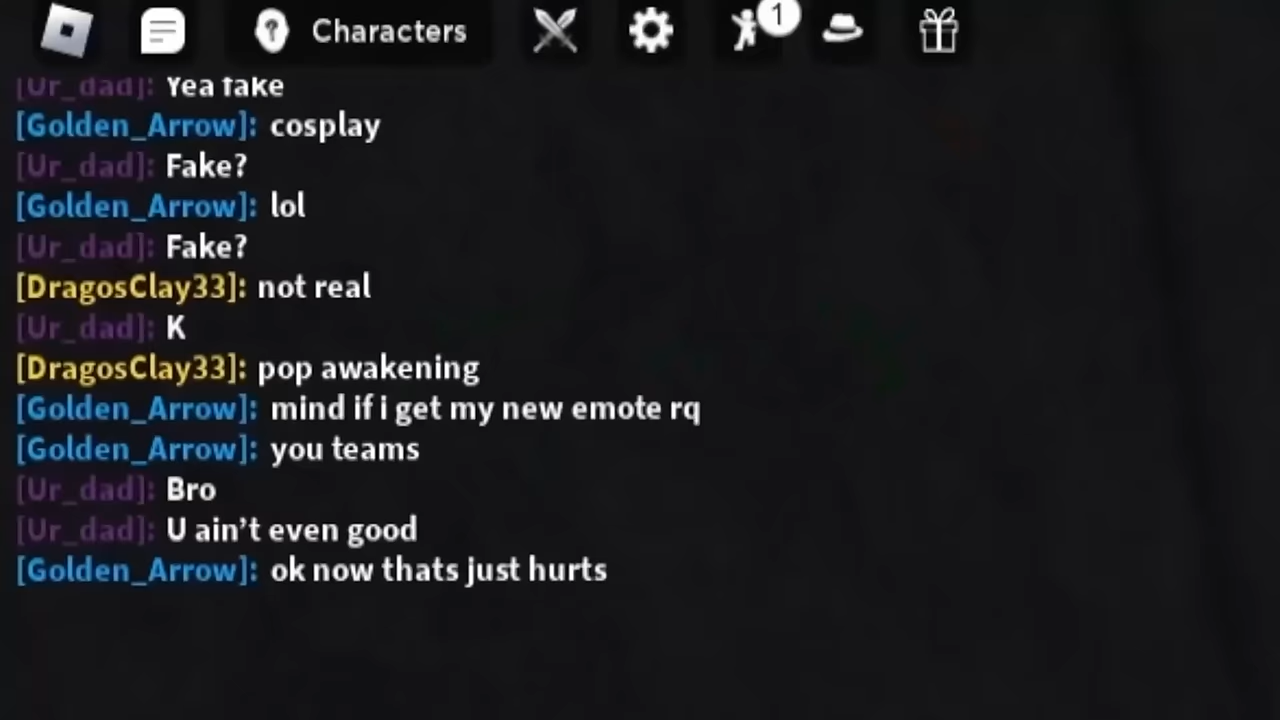 Characters
1
[Ur_dad]: Yea fake
[Golden_Arrow]: cosplay
[Ur_dad]: Fake?
[Golden_Arrow]: lol
[Ur_dad]: Fake?
[DragosClay33]: not real
[Ur_dad]: K
[DragosClay33]: pop awakening
[Golden_Arrow]: mind if i get my new emote rq
[Golden_Arrow]: you teams
[Ur_dad]: Bro
[Ur_dad]: U ain’t even good
[Golden_Arrow]: ok now thats just hurts